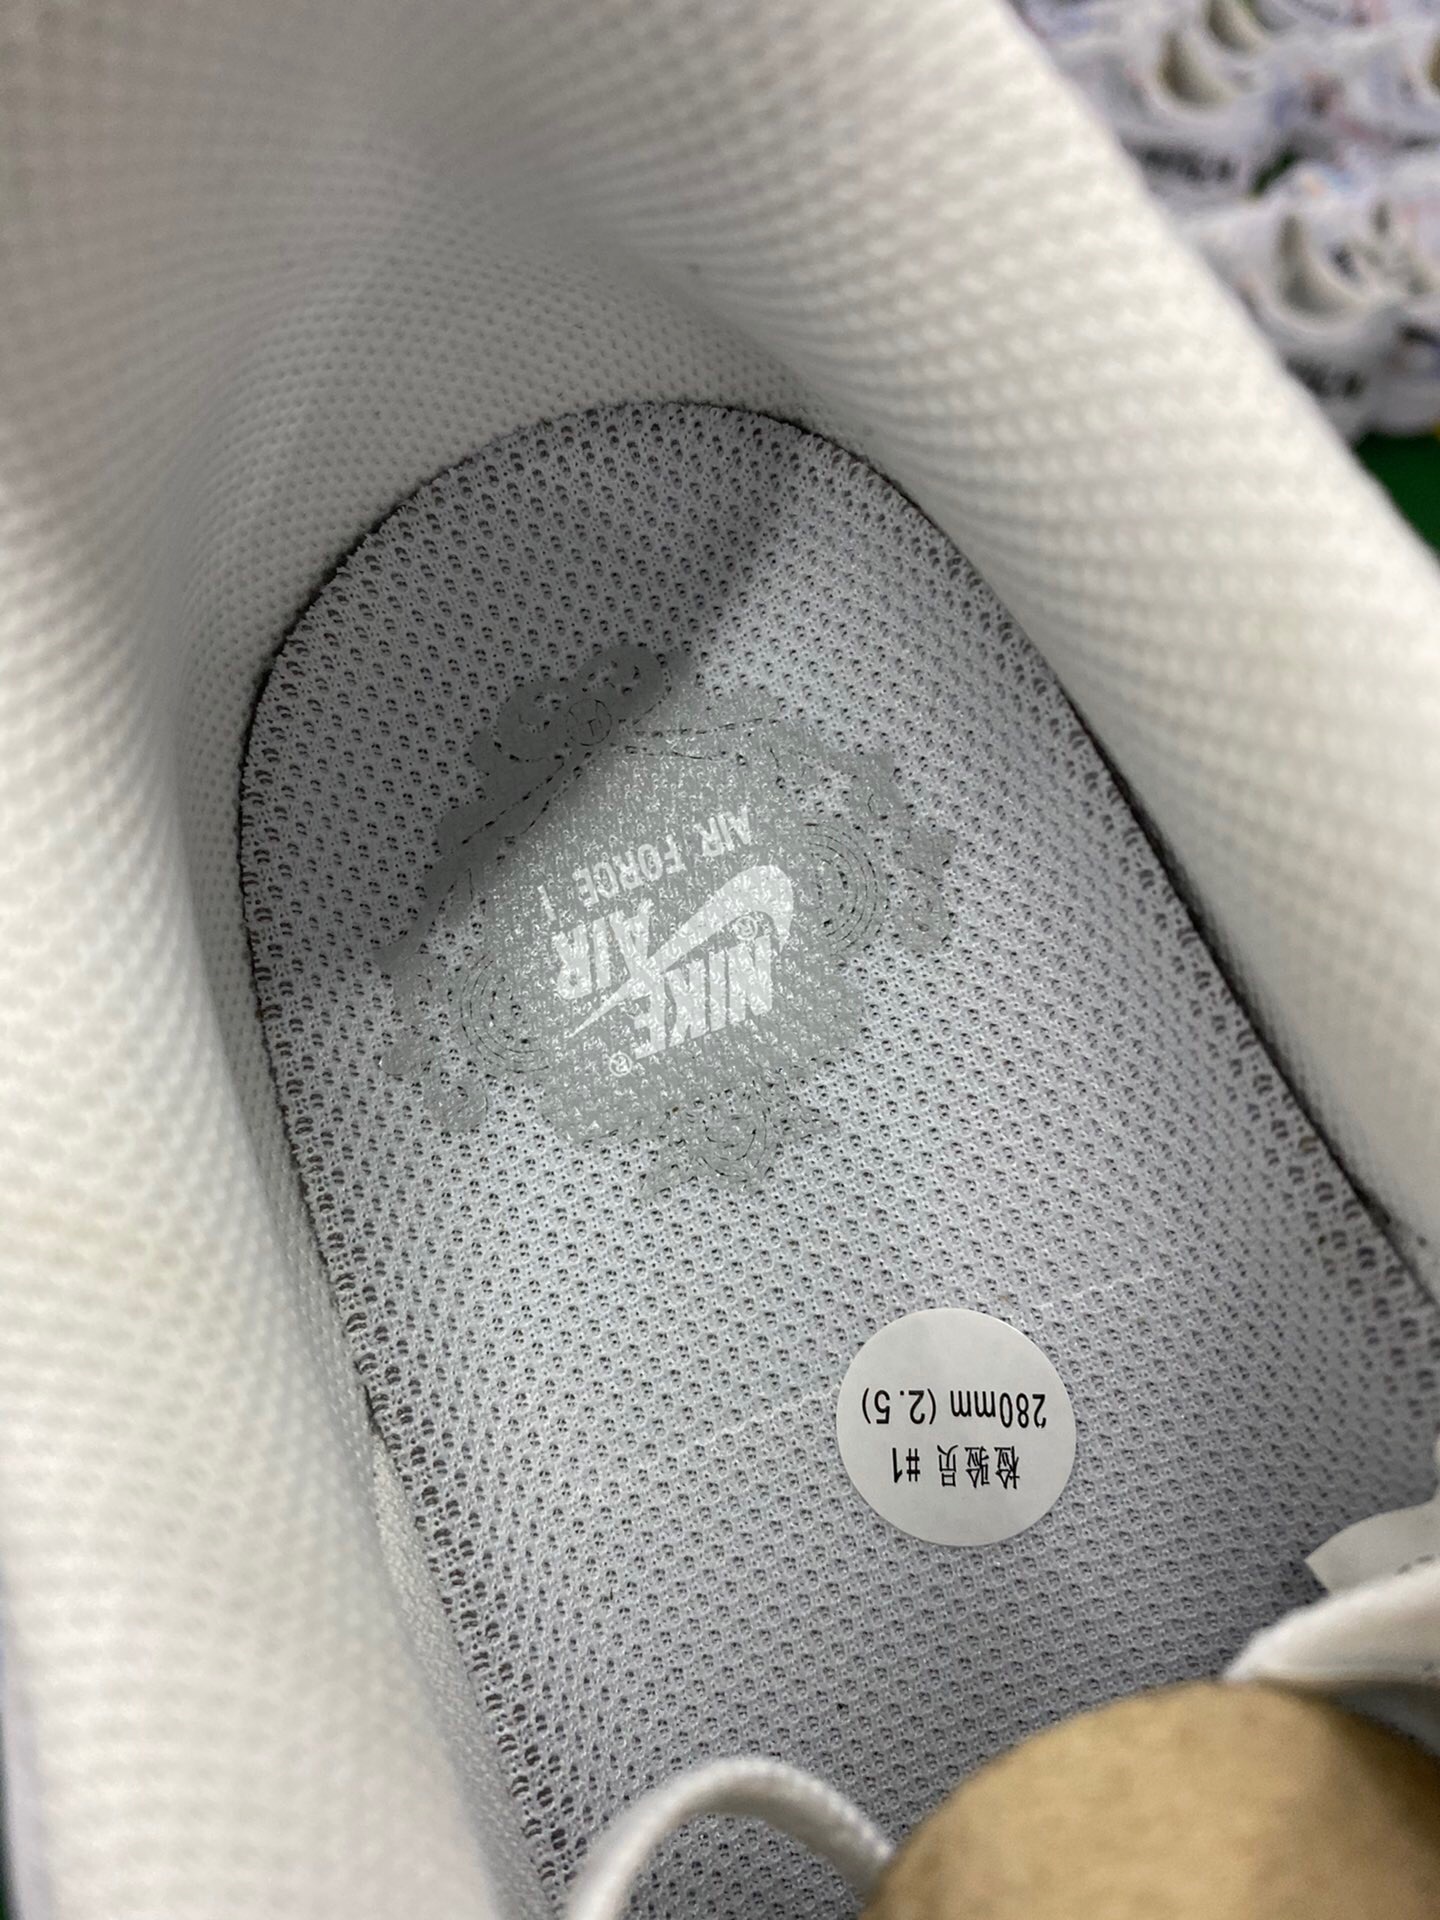 AIR FORCE 1
AIR
NIKE
®
®
检验员 #1
280mm (2.5)